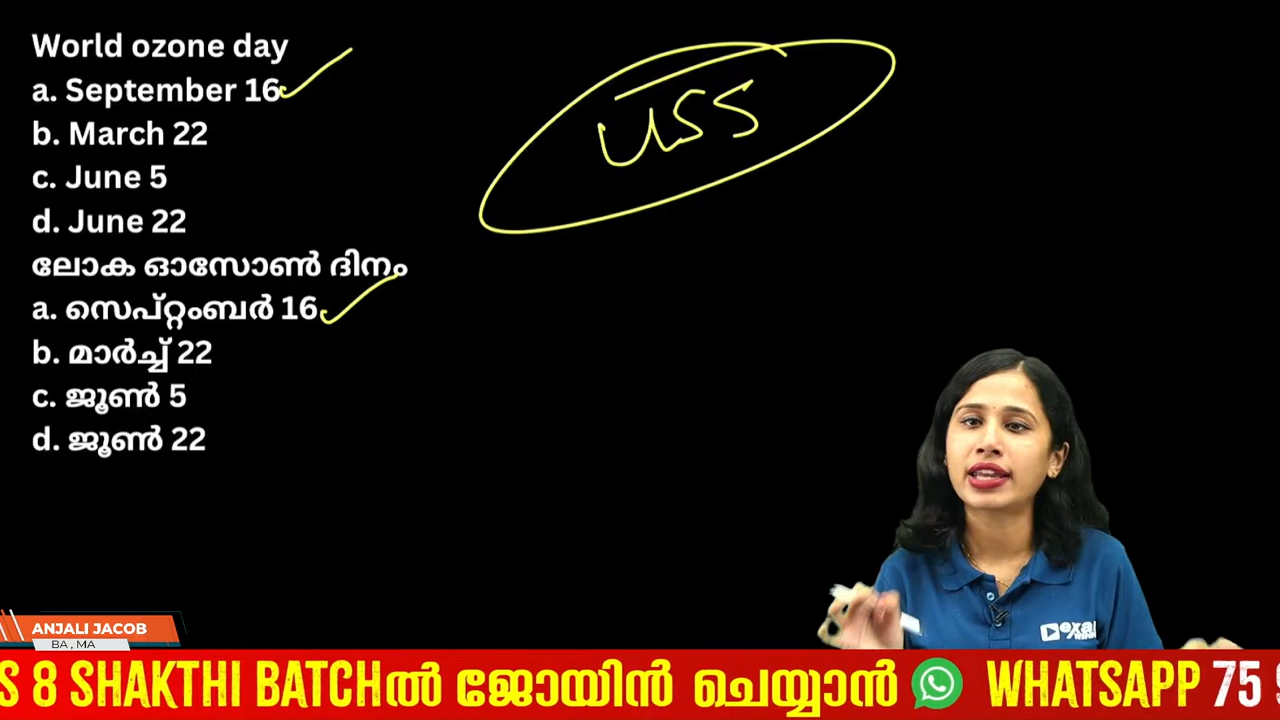 World ozone day
a. September 16
b. March 22
c. June 5
d. June 22
ലോക ഓസോൺ ദിനം
a. സെപ്റ്റംബർ 16
b. മാർച്ച് 22
c. ജൂൺ 5
d. ജൂൺ 22
USS
exam
ANJALI JACOB
BA , MA
S 8 SHAKTHI BATCHൽ ജോയിൻ ചെയ്യാൻ WHATSAPP 75